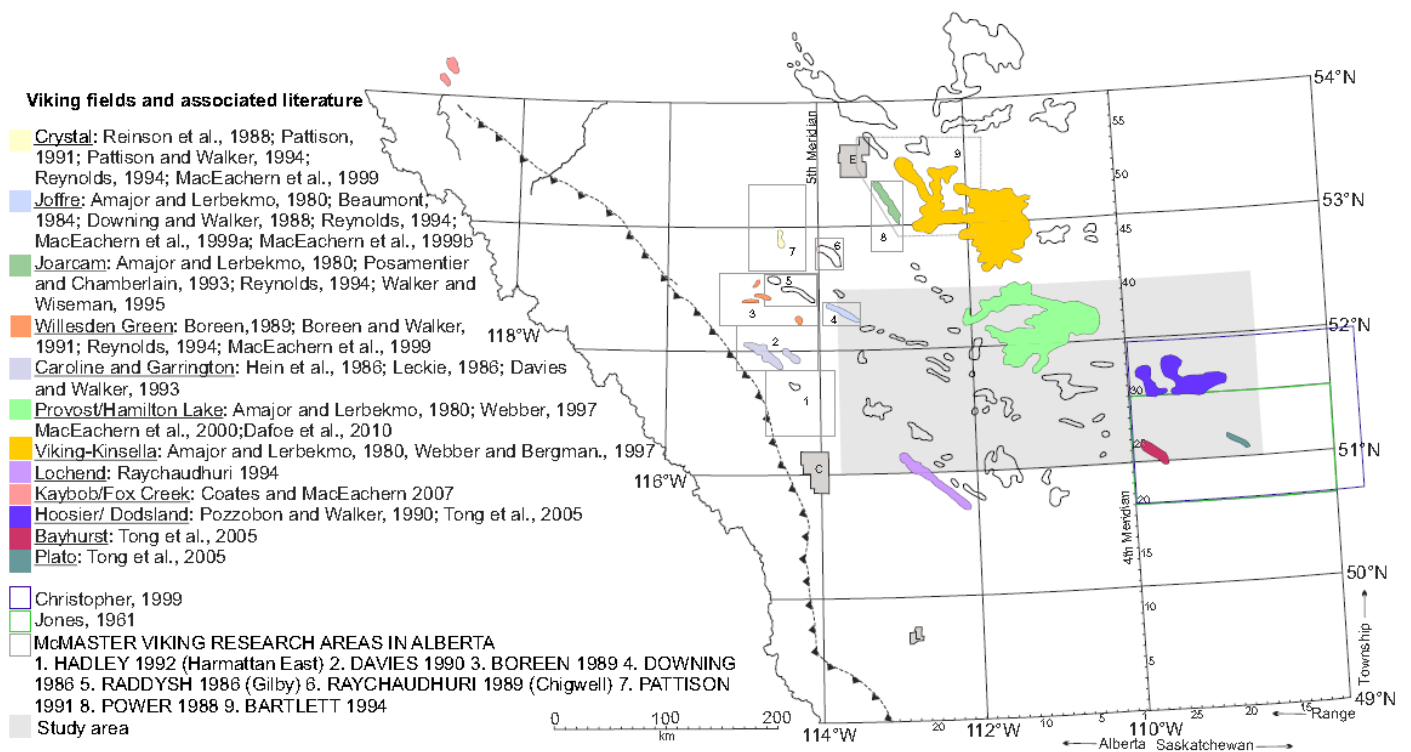 Viking fields and associated literature
Crystal: Reinson et al., 1988; Pattison,
1991; Pattison and Walker, 1994;
Reynolds, 1994; MacEachern et al., 1999
Joffre: Amajor and Lerbekmo, 1980; Beaumont,
1984; Downing and Walker, 1988; Reynolds, 1994;
MacEachern et al., 1999a; MacEachern et al., 1999b
Joarcam: Amajor and Lerbekmo, 1980; Posamentier
and Chamberlain, 1993; Reynolds, 1994; Walker and
Wiseman, 1995
Willesden Green: Boreen,1989; Boreen and Walker,
1991; Reynolds, 1994; MacEachern et al., 1999
Caroline and Garrington: Hein et al., 1986; Leckie, 1986; Davies
and Walker, 1993
Provost/Hamilton Lake: Amajor and Lerbekmo, 1980; Webber, 1997
MacEachern et al., 2000;Dafoe et al., 2010
Viking-Kinsella: Amajor and Lerbekmo, 1980, Webber and Bergman., 1997
Lochend: Raychaudhuri 1994
Kaybob/Fox Creek: Coates and MacEachern 2007
Hoosier/ Dodsland: Pozzobon and Walker, 1990; Tong et al., 2005
Bayhurst: Tong et al., 2005
Plato: Tong et al., 2005
Christopher, 1999
Jones, 1961
McMASTER VIKING RESEARCH AREAS IN ALBERTA
1. HADLEY 1992 (Harmattan East) 2. DAVIES 1990 3. BOREEN 1989 4. DOWNING
1986 5. RADDYSH 1986 (Gilby) 6. RAYCHAUDHURI 1989 (Chigwell) 7. PATTISON
1991 8. POWER 1988 9. BARTLETT 1994
Study area
0 100 200
km
54°N
53°N
52°N
51°N
50°N
49°N
118°W
116°W
114°W
112°W
110°W
5th Meridian
4th Meridian
E
C
9
8
7
6
5
4
3
2
1
55
50
45
40
30
25
20
15
10
5
20
10
5
25
20
15
Township
Range
Alberta Saskatchewan